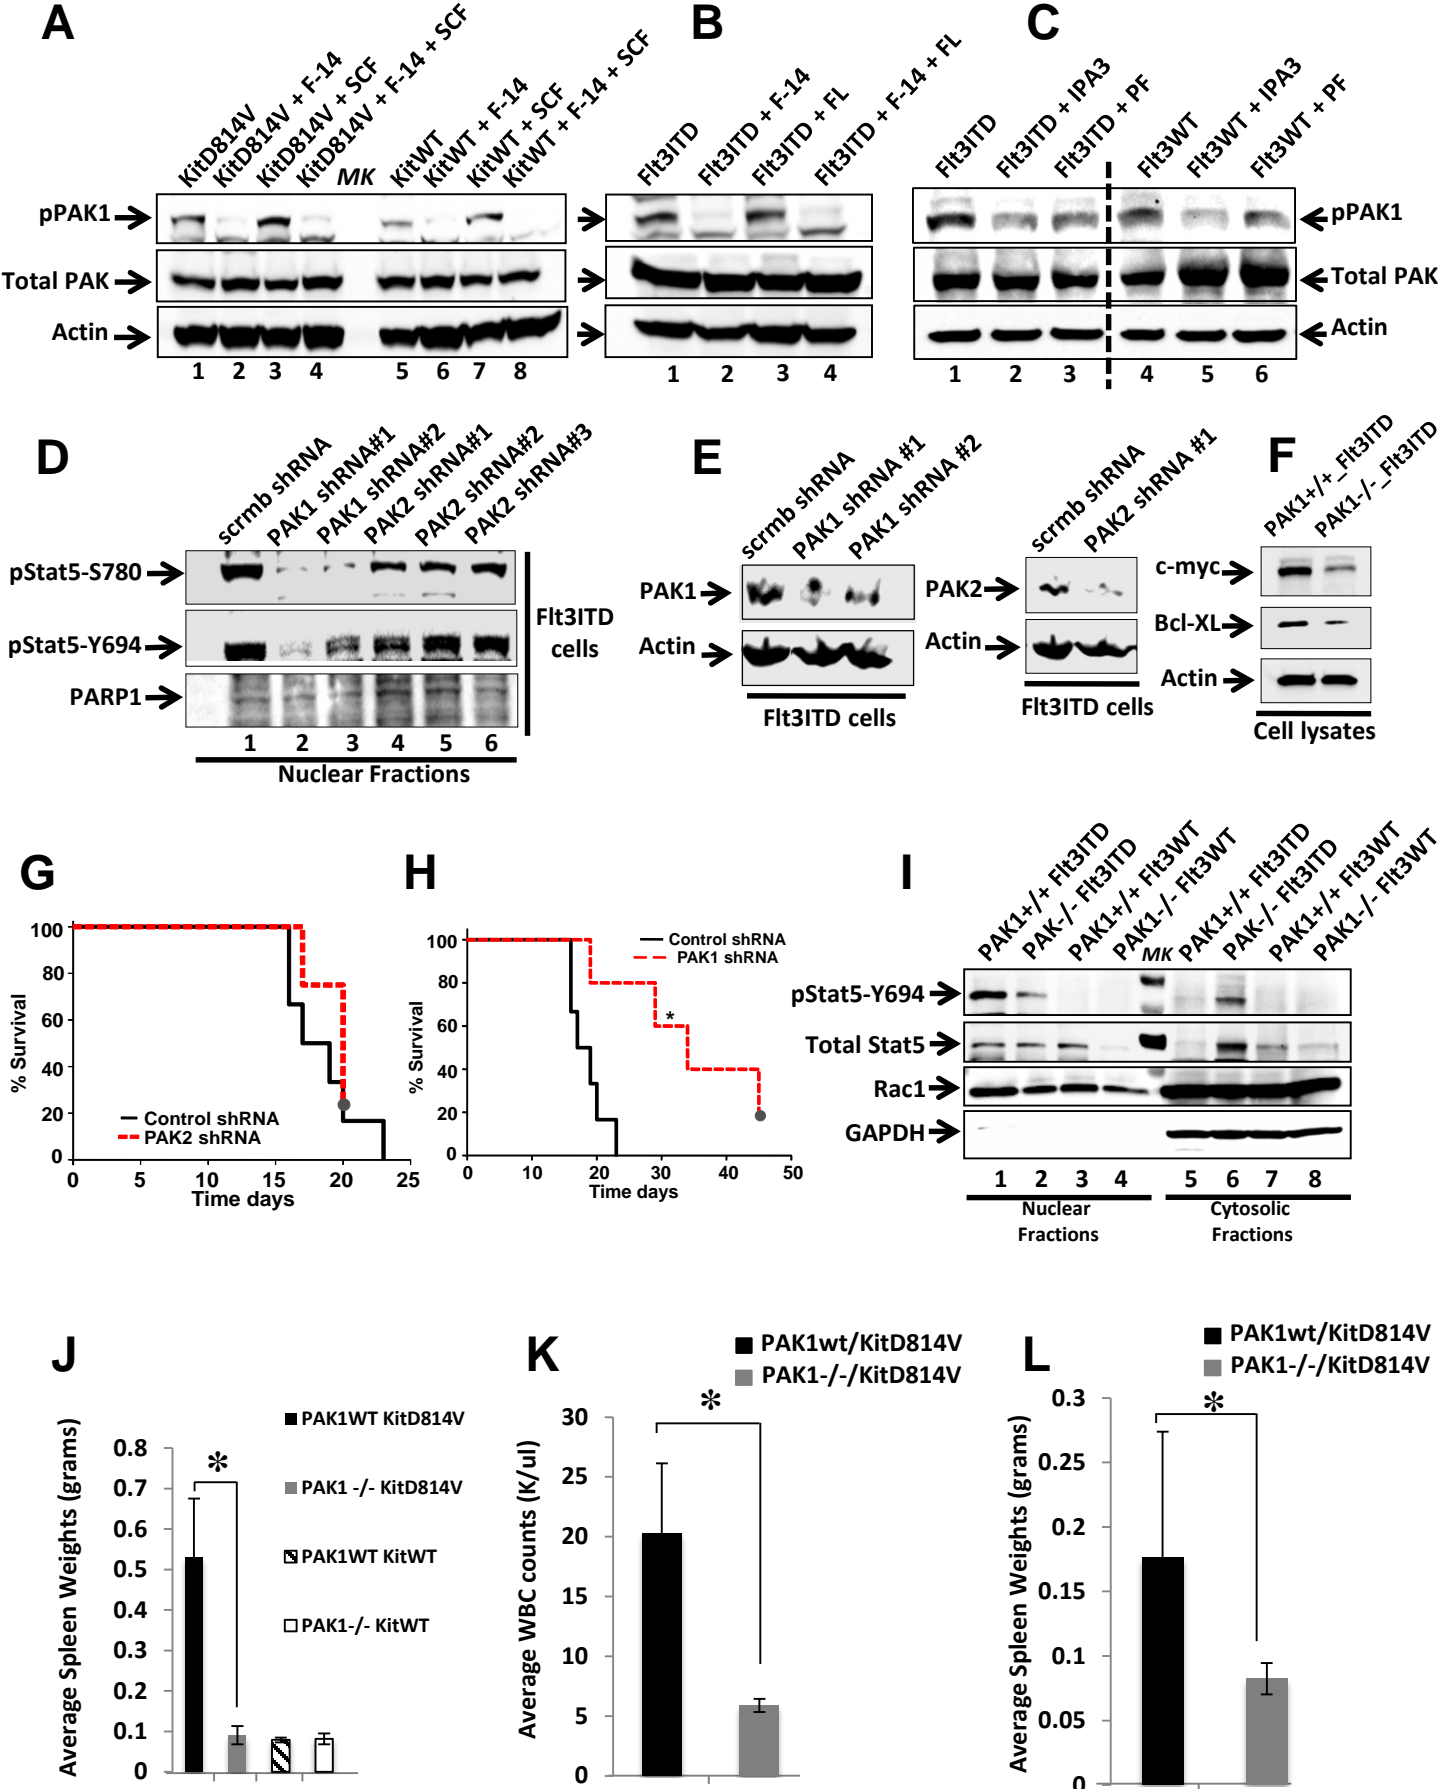 A
KitD814V
KitD814V + F-14
KitD814V + SCF
KitD814V + F-14 + SCF
MK
KitWT
KitWT + F-14
KitWT + SCF
KitWT + F-14 + SCF
pPAK1
Total PAK
Actin
1 2 3 4 5 6 7 8
B
Flt3ITD
Flt3ITD + F-14
Flt3ITD + FL
Flt3ITD + F-14 + FL
1 2 3 4
C
Flt3ITD
Flt3ITD + IPA3
Flt3ITD + PF
Flt3WT
Flt3WT + IPA3
Flt3WT + PF
pPAK1
Total PAK
Actin
1 2 3 4 5 6
D
scrmb shRNA
PAK1 shRNA#1
PAK1 shRNA#2
PAK2 shRNA#1
PAK2 shRNA#2
PAK2 shRNA#3
pStat5-S780
pStat5-Y694
PARP1
Flt3ITD
cells
1 2 3 4 5 6
Nuclear Fractions
E
scrmb shRNA
PAK1 shRNA #1
PAK1 shRNA #2
PAK1
Actin
Flt3ITD cells
scrmb shRNA
PAK2 shRNA #1
PAK2
Actin
Flt3ITD cells
F
PAK1+/+_Flt3ITD
PAK1-/-_Flt3ITD
c-myc
Bcl-XL
Actin
Cell lysates
G
% Survival
100
80
60
40
20
0
Control shRNA
PAK2 shRNA
0 5 10 15 20 25
Time days
H
% Survival
100
80
60
40
20
0
Control shRNA
PAK1 shRNA
*
0 10 20 30 40 50
Time days
I
PAK1+/+ Flt3ITD
PAK-/- Flt3ITD
PAK1+/+ Flt3WT
PAK1-/- Flt3WT
MK
PAK1+/+ Flt3ITD
PAK-/- Flt3ITD
PAK1+/+ Flt3WT
PAK1-/- Flt3WT
pStat5-Y694
Total Stat5
Rac1
GAPDH
1 2 3 4 5 6 7 8
Nuclear
Fractions
Cytosolic
Fractions
J
Average Spleen Weights (grams)
0.8
0.7
0.6
0.5
0.4
0.3
0.2
0.1
0
*
PAK1WT KitD814V
PAK1 -/- KitD814V
PAK1WT KitWT
PAK1-/- KitWT
K
PAK1wt/KitD814V
PAK1-/-/KitD814V
Average WBC counts (K/ul)
30
25
20
15
10
5
0
*
L
PAK1wt/KitD814V
PAK1-/-/KitD814V
Average Spleen Weights (grams)
0.3
0.25
0.2
0.15
0.1
0.05
0
*